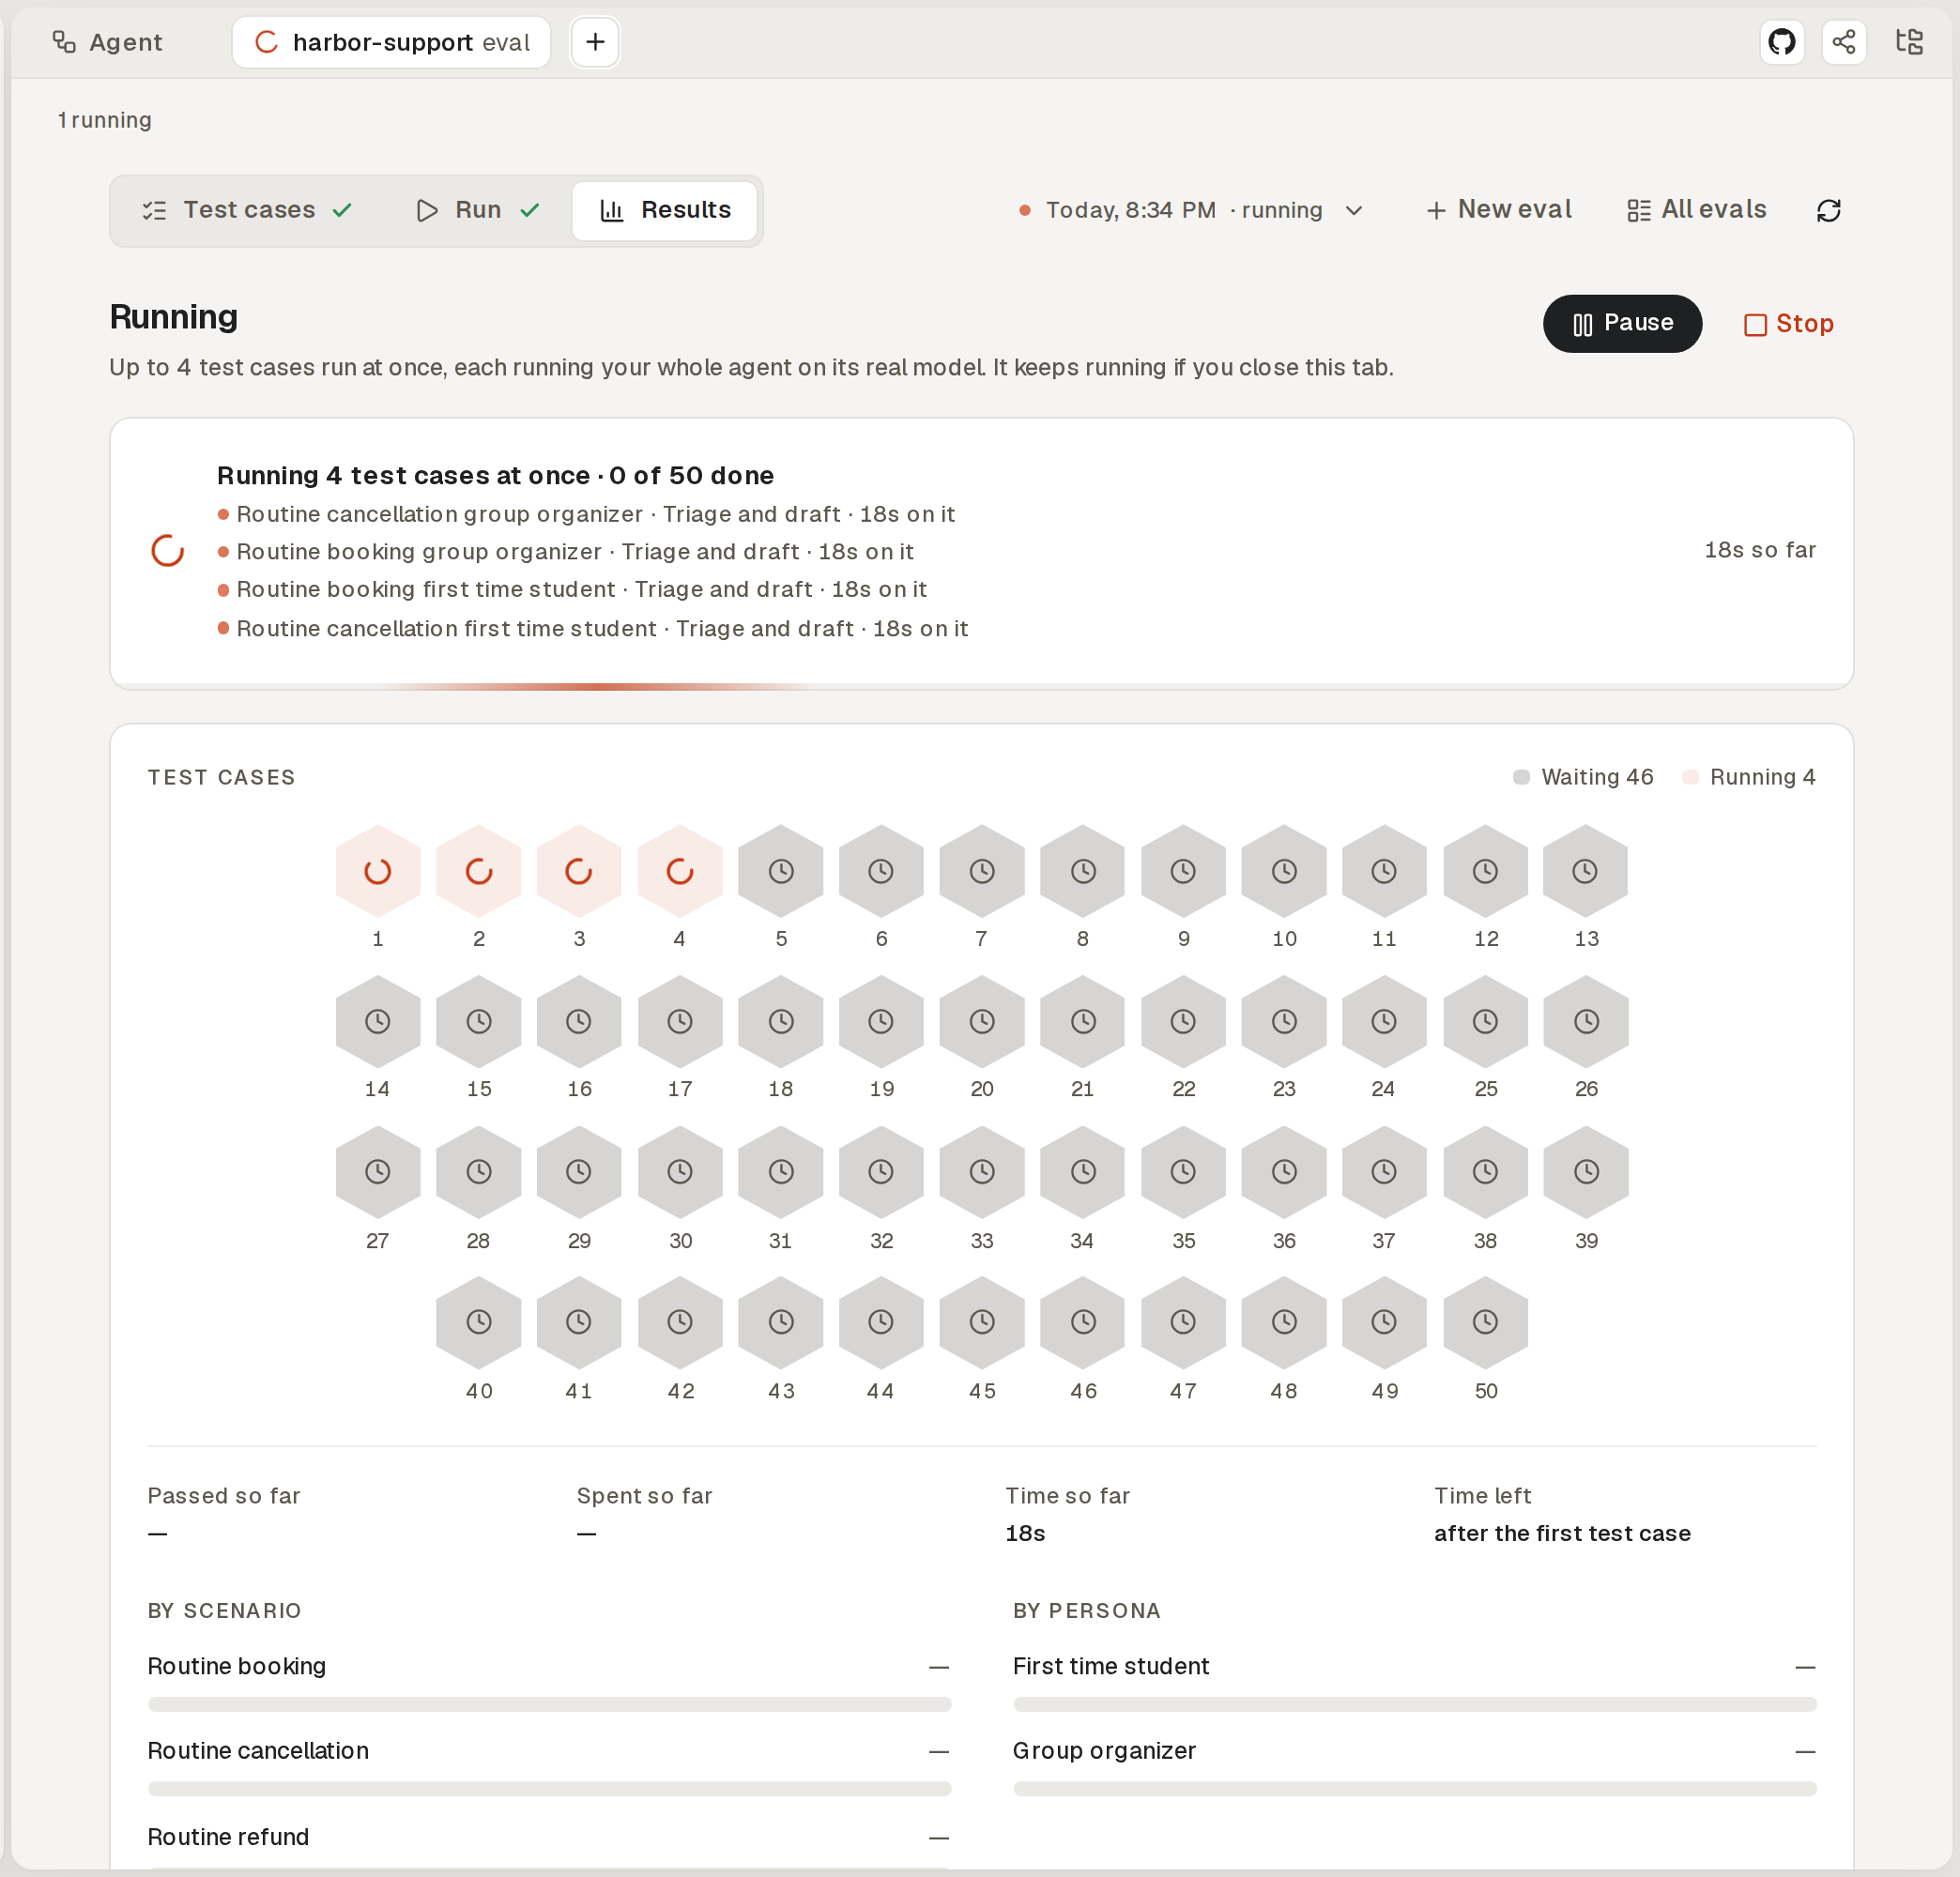 Agent
harbor-support eval
1 running
Test cases
Run
Results
Today, 8:34 PM · running
New eval
All evals
Running
Pause
Stop
Up to 4 test cases run at once, each running your whole agent on its real model. It keeps running if you close this tab.
Running 4 test cases at once · 0 of 50 done
Routine cancellation group organizer · Triage and draft · 18s on it
Routine booking group organizer · Triage and draft · 18s on it
18s so far
Routine booking first time student · Triage and draft · 18s on it
Routine cancellation first time student · Triage and draft · 18s on it
TEST CASES
Waiting 46
Running 4
1 2 3 4 5 6 7 8 9 10 11 12 13
14 15 16 17 18 19 20 21 22 23 24 25 26
27 28 29 30 31 32 33 34 35 36 37 38 39
40 41 42 43 44 45 46 47 48 49 50
Passed so far
—
Spent so far
—
Time so far
18s
Time left
after the first test case
BY SCENARIO
Routine booking —
Routine cancellation —
Routine refund —
BY PERSONA
First time student —
Group organizer —